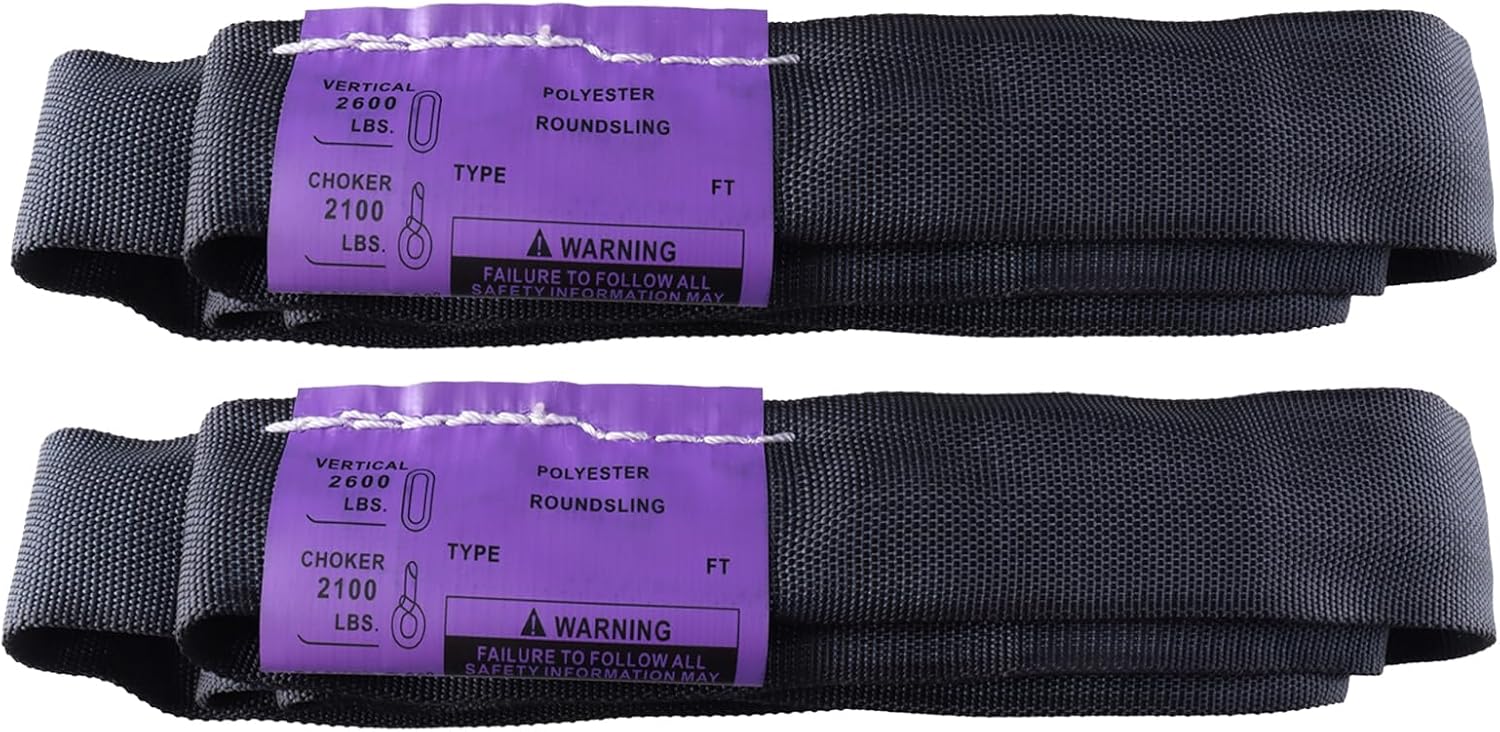 VERTICAL
2600
LBS.
CHOKER
2100
LBS.
POLYESTER
ROUNDSLING
TYPE FT
WARNING
FAILURE TO FOLLOW ALL
SAFETY INFORMATION MAY
VERTICAL
2600
LBS.
CHOKER
2100
LBS.
POLYESTER
ROUNDSLING
TYPE FT
WARNING
FAILURE TO FOLLOW ALL
SAFETY INFORMATION MAY